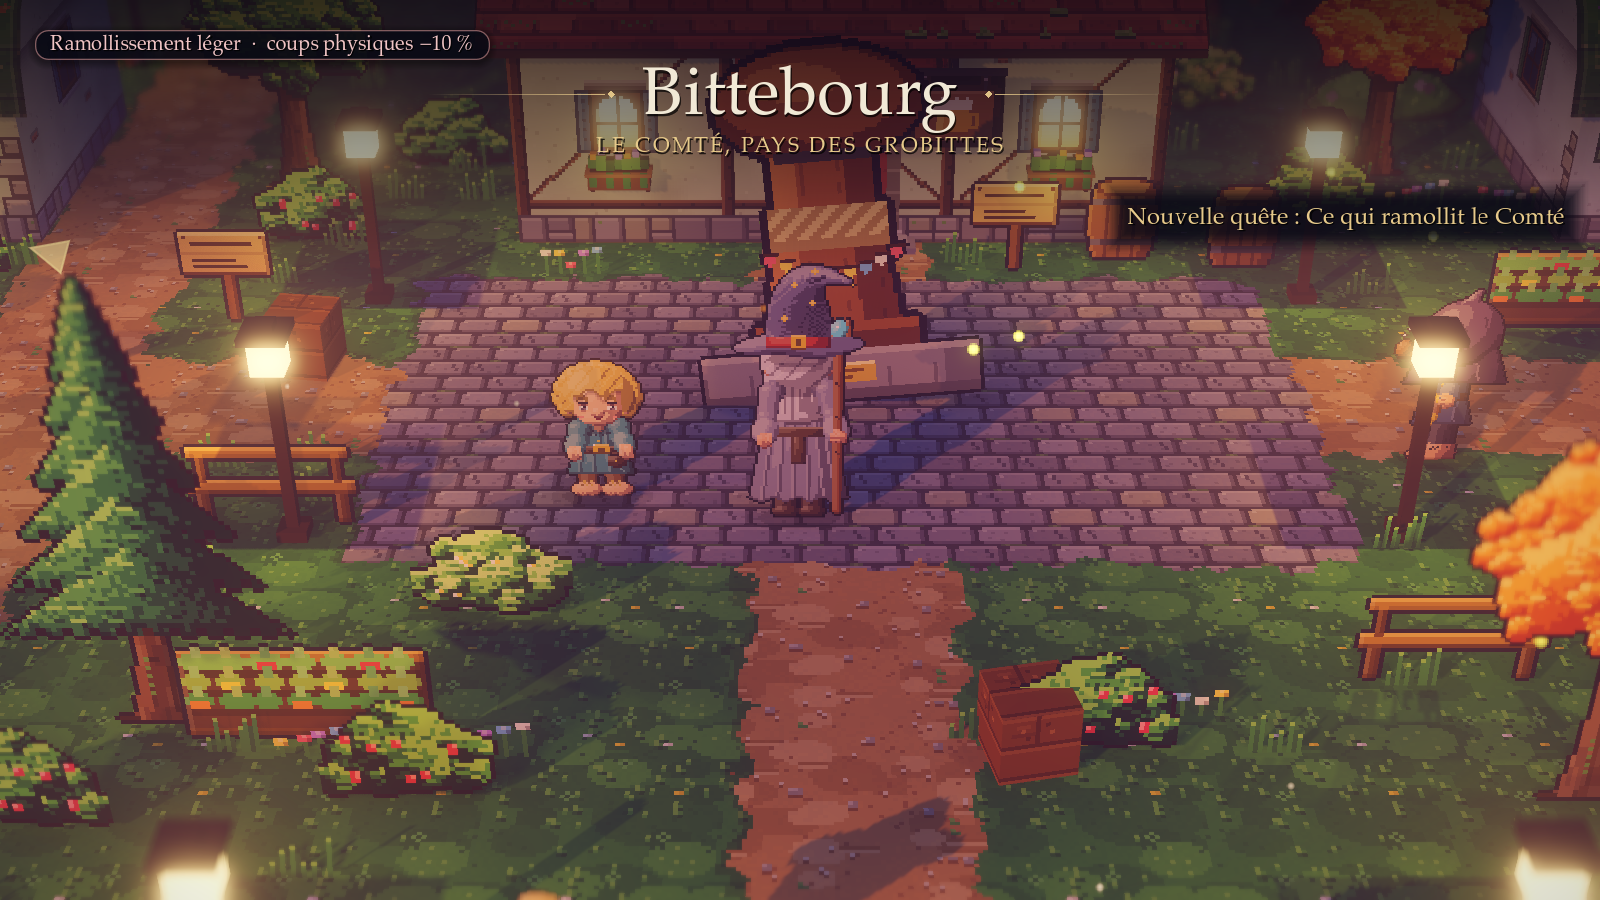 Ramollissement léger · coups physiques −10 %
Bittebourg
LE COMTÉ, PAYS DES GROBITTES
Nouvelle quête : Ce qui ramollit le Comté